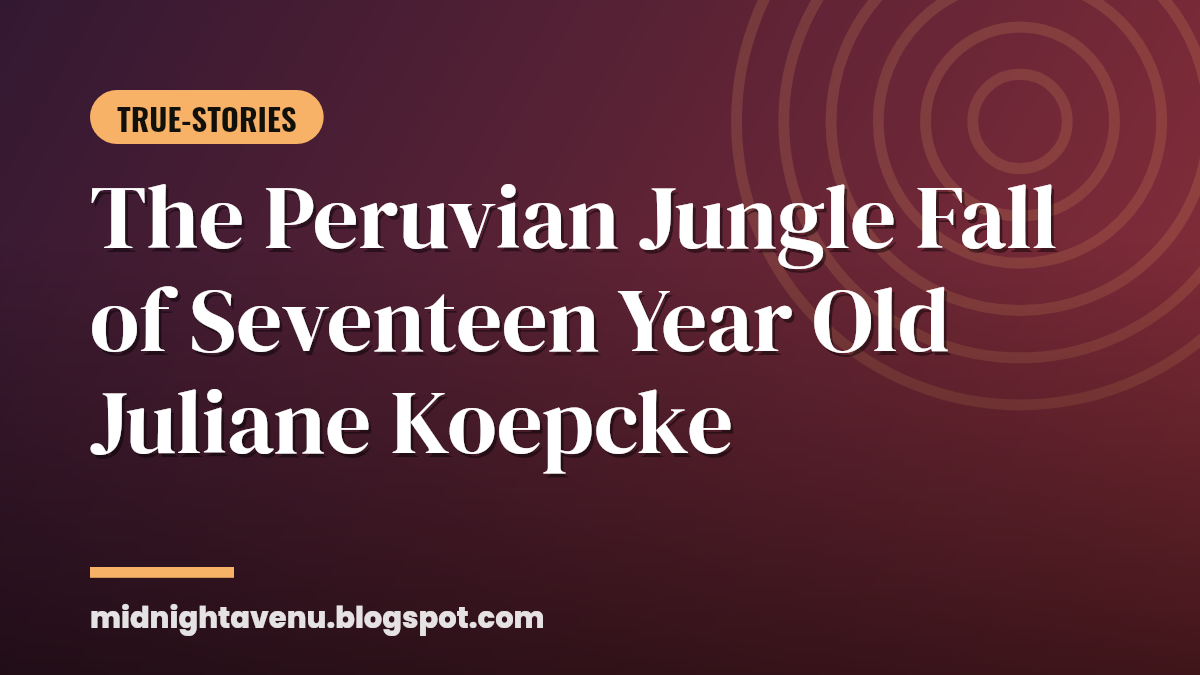 TRUE-STORIES
The Peruvian Jungle Fall
of Seventeen Year Old
Juliane Koepcke
midnightavenu.blogspot.com